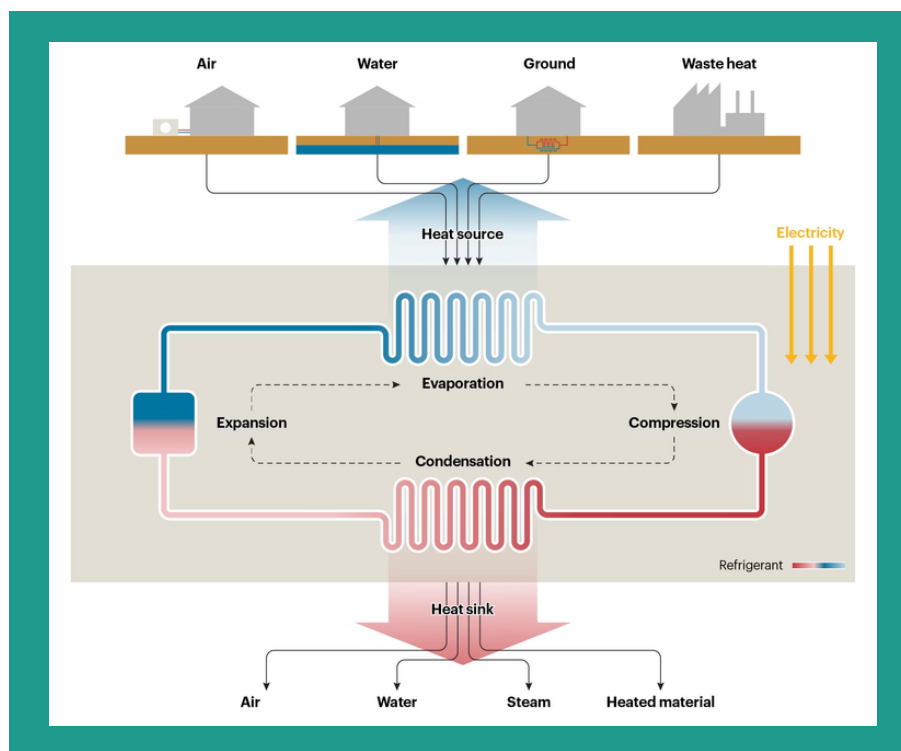 Air
Water
Ground
Waste heat
Heat source
Electricity
Evaporation
Expansion
Compression
Condensation
Refrigerant
Heat sink
Air
Water
Steam
Heated material